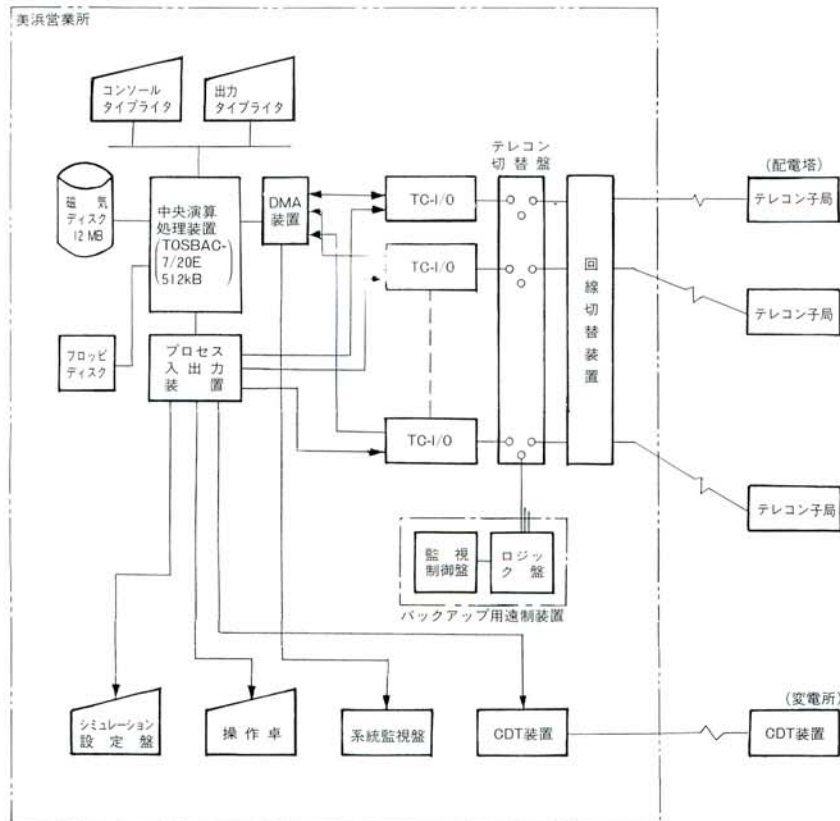 美浜営業所
コンソール
タイプライタ
出力
タイプライタ
テレコン
切替盤
(配電塔)
磁気
ディスク
12MB
中央演算
処理装置
(TOSBAC-
7/20E
512kB)
DMA
装置
TC-I/O
テレコン子局
TC-I/O
回線切替装置
テレコン子局
フロッピ
ディスク
プロセス
入出力
装置
TC-I/O
テレコン子局
監視
制御盤
ロジッ
ク盤
バックアップ用遠制装置
シミュレーション
設定盤
操作卓
系統監視盤
CDT装置
(変電所)
CDT装置